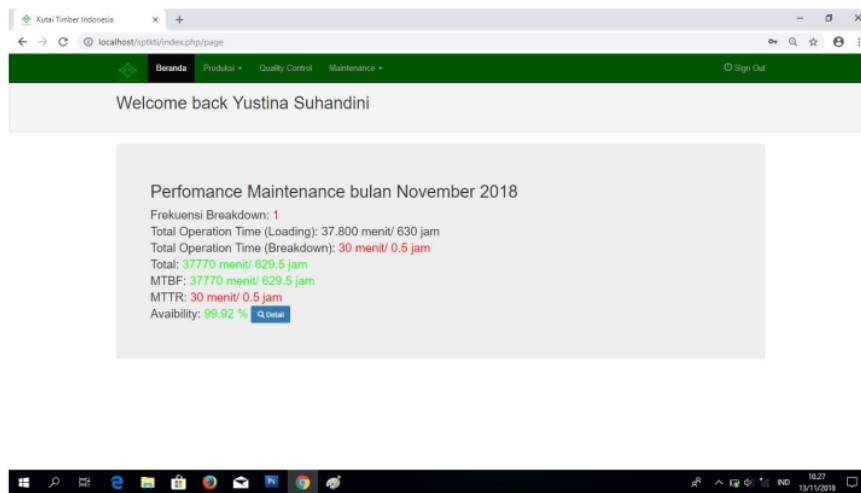 Kutai Timber Indonesia
localhost/sptkti/index.php/page
Beranda Produksi Quality Control Maintenance Sign Out
Welcome back Yustina Suhandini
Perfomance Maintenance bulan November 2018
Frekuensi Breakdown: 1
Total Operation Time (Loading): 37.800 menit/ 630 jam
Total Operation Time (Breakdown): 30 menit/ 0.5 jam
Total: 37770 menit/ 629.5 jam
MTBF: 37770 menit/ 629.5 jam
MTTR: 30 menit/ 0.5 jam
Avaibility: 99.92 % Detail
IND
10.27
13/11/2018